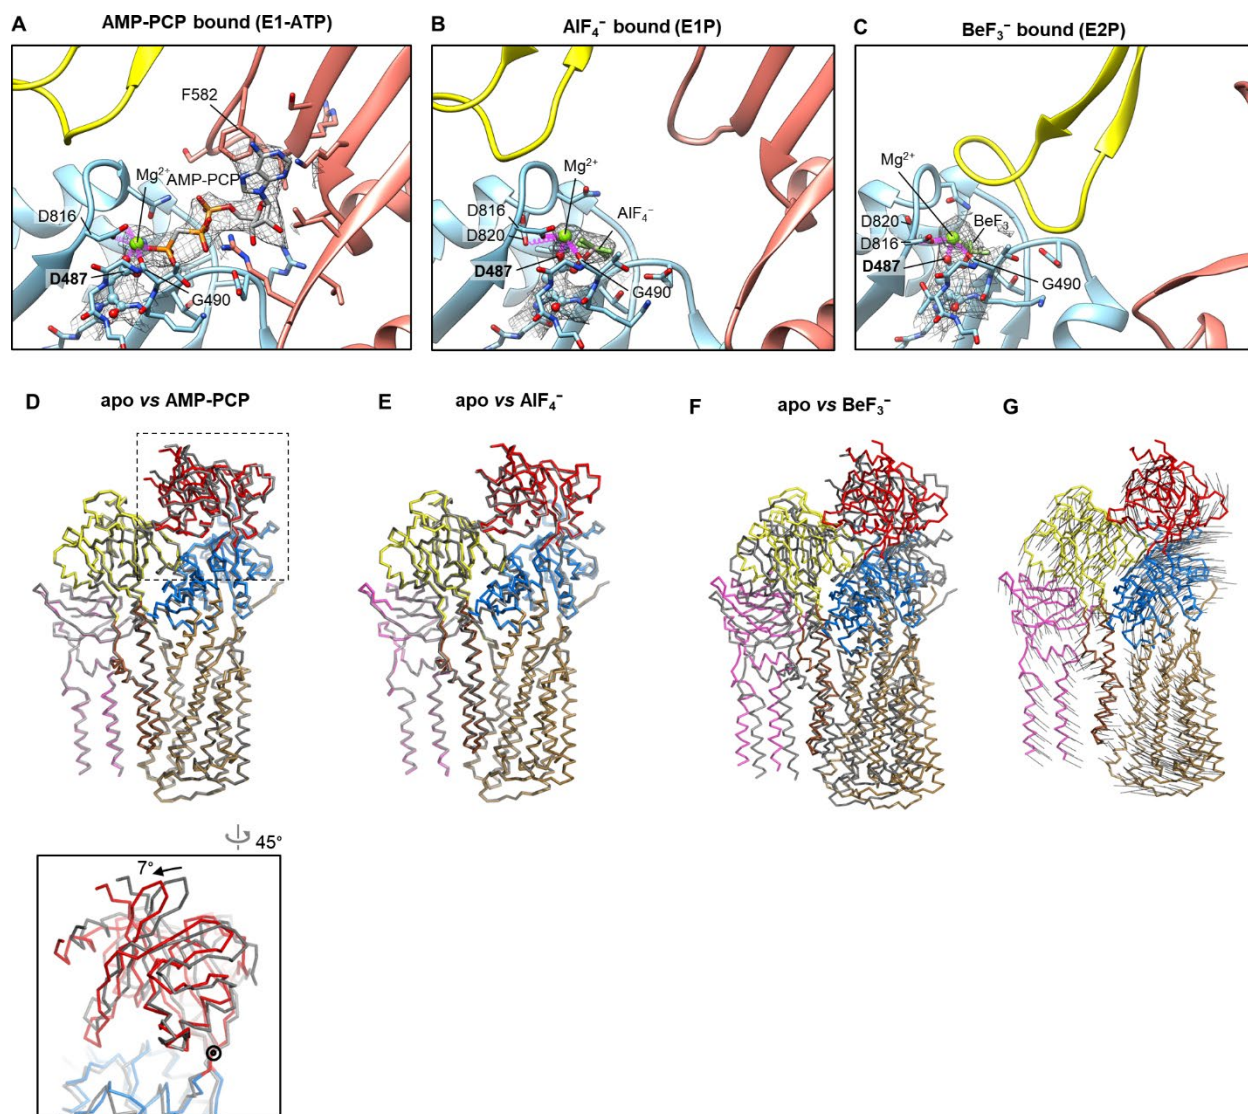 A AMP-PCP bound (E1-ATP)
F582
Mg²⁺
AMP-PCP
D816
D487
G490
B AlF₄⁻ bound (E1P)
Mg²⁺
D816
D820
AlF₄⁻
D487
G490
C BeF₃⁻ bound (E2P)
Mg²⁺
D820
BeF₃⁻
D816
D487
G490
D apo vs AMP-PCP
E apo vs AlF₄⁻
F apo vs BeF₃⁻
G
45°
7°